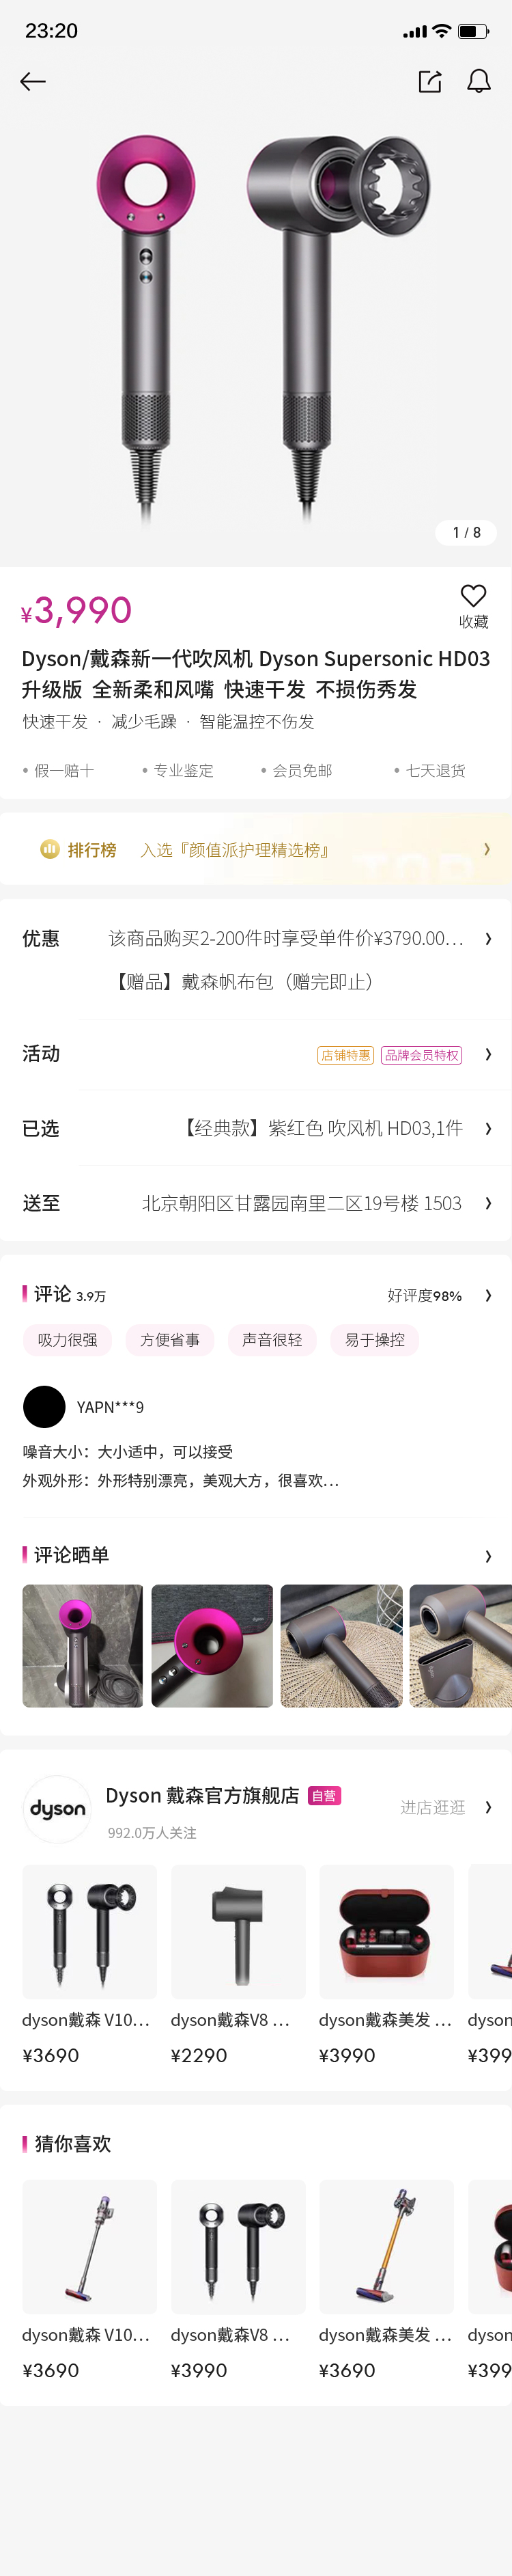 23:20
1 / 8
¥3,990
收藏
Dyson/戴森新一代吹风机 Dyson Supersonic HD03
升级版 全新柔和风嘴 快速干发 不损伤秀发
快速干发 · 减少毛躁 · 智能温控不伤发
• 假一赔十 • 专业鉴定 • 会员免邮 • 七天退货
排行榜 入选『颜值派护理精选榜』
TOP
优惠 该商品购买2-200件时享受单件价¥3790.00...
【赠品】戴森帆布包（赠完即止）
活动 店铺特惠 品牌会员特权
已选 【经典款】紫红色 吹风机 HD03,1件
送至 北京朝阳区甘露园南里二区19号楼 1503
评论 3.9万 好评度98%
吸力很强 方便省事 声音很轻 易于操控
YAPN***9
噪音大小：大小适中，可以接受
外观外形：外形特别漂亮，美观大方，很喜欢...
评论晒单
dyson
dyson
dyson Dyson 戴森官方旗舰店 自营
992.0万人关注
进店逛逛
dyson戴森 V10... dyson戴森V8 ... dyson戴森美发 ... dyson
¥3690 ¥2290 ¥3990 ¥399
猜你喜欢
dyson戴森 V10... dyson戴森V8 ... dyson戴森美发 ... dyson
¥3690 ¥3990 ¥3690 ¥399